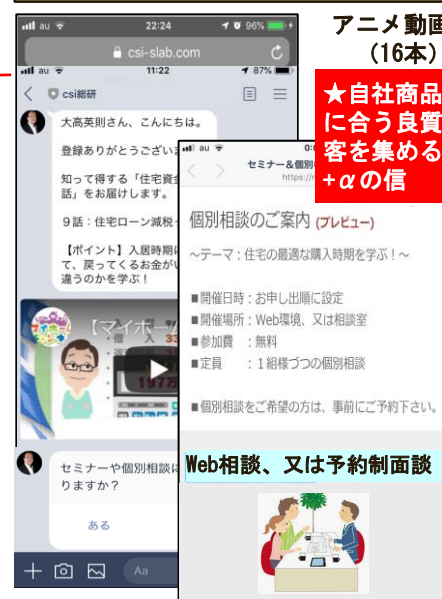 au 22:24 96%
csi-slab.com
au 11:22 87%
csi総研
大高英則さん、こんにちは。
登録ありがとうござい
知って得する「住宅資
話」をお届けします。
9話：住宅ローン減税
【ポイント】入居時期
て、戻ってくるお金が
違うのかを学ぶ！
【マイホー
セミナーや個別相談に
りますか？
ある
Aa
アニメ動画
（16本）
★自社商品
に合う良質
客を集める
+αの信
au
セミナー＆個別
https://
個別相談のご案内 (プレビュー)
～テーマ：住宅の最適な購入時期を学ぶ！～
■開催日時：お申し出順に設定
■開催場所：Web環境、又は相談室
■参加費　：無料
■定員　　：１組様づつの個別相談
■個別相談をご希望の方は、事前にご予約下さい。
Web相談、又は予約制面談